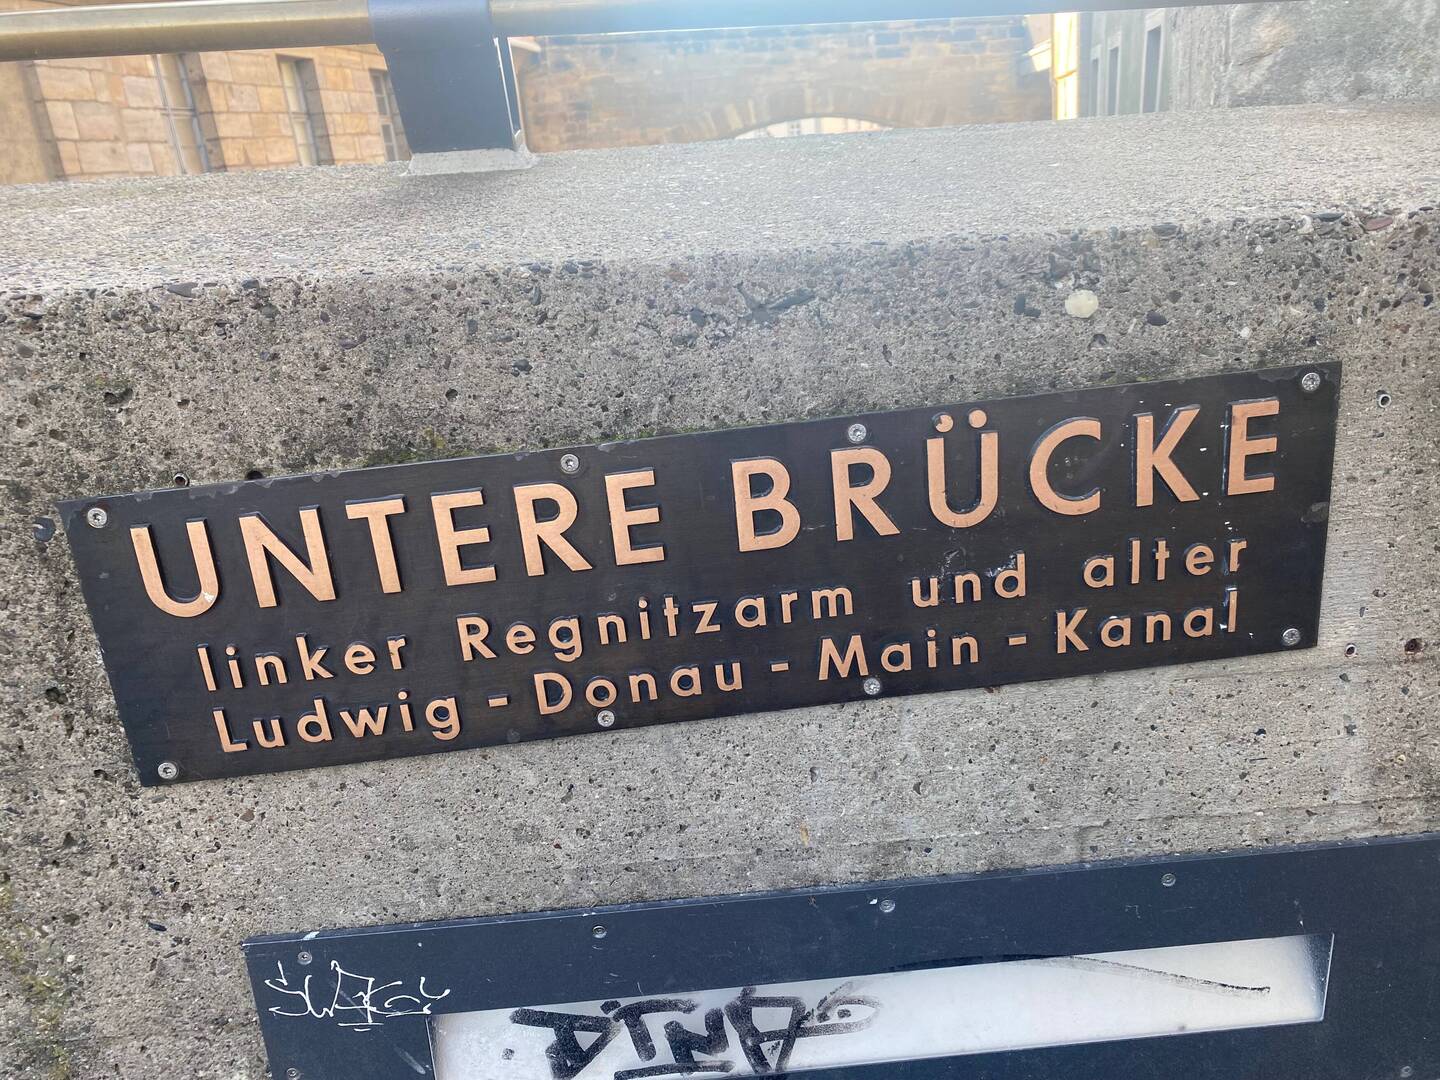 UNTERE BRÜCKE
linker Regnitzarm und alter
Ludwig - Donau - Main - Kanal